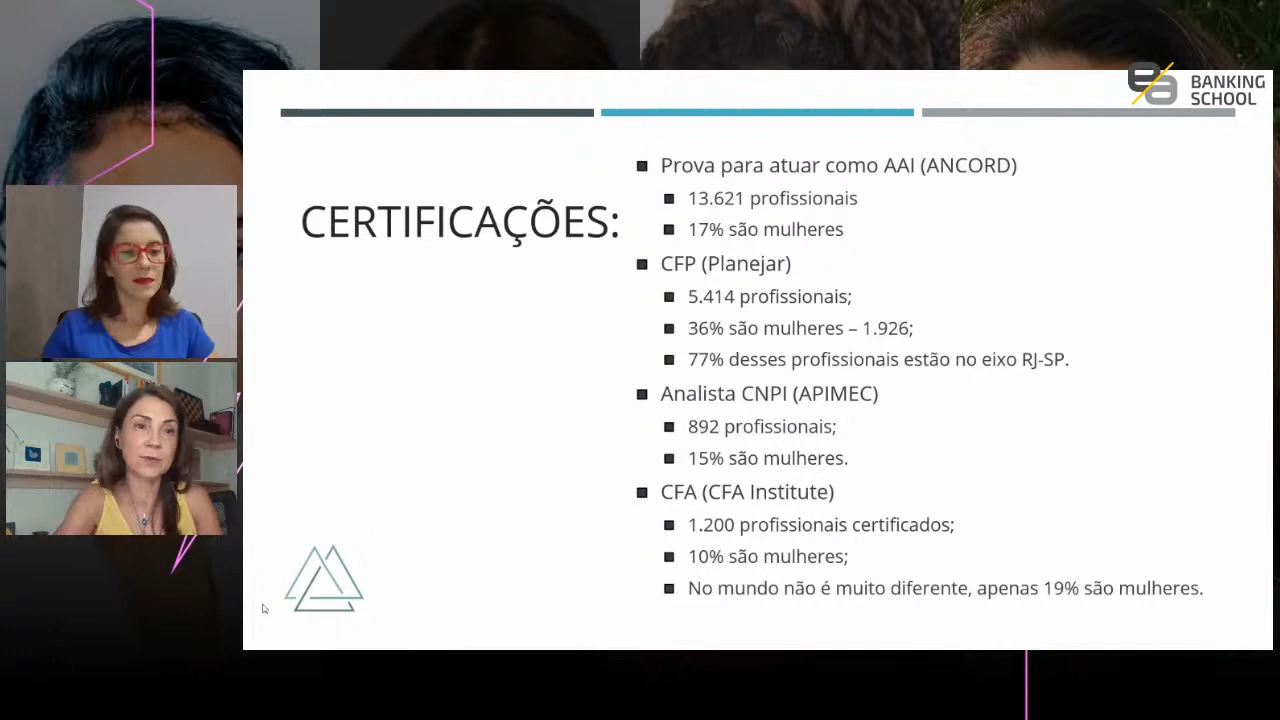 BANKING
SCHOOL
CERTIFICAÇÕES:
Prova para atuar como AAI (ANCORD)
13.621 profissionais
17% são mulheres
CFP (Planejar)
5.414 profissionais;
36% são mulheres – 1.926;
77% desses profissionais estão no eixo RJ-SP.
Analista CNPI (APIMEC)
892 profissionais;
15% são mulheres.
CFA (CFA Institute)
1.200 profissionais certificados;
10% são mulheres;
No mundo não é muito diferente, apenas 19% são mulheres.